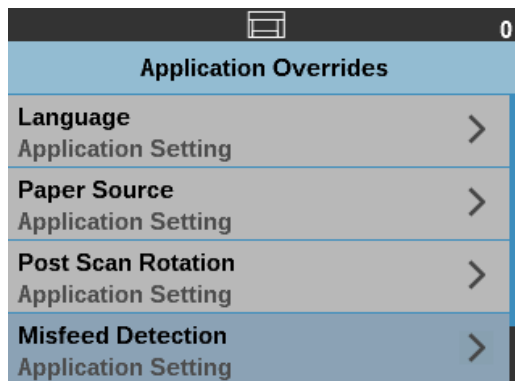 0
Application Overrides
Language
Application Setting
Paper Source
Application Setting
Post Scan Rotation
Application Setting
Misfeed Detection
Application Setting